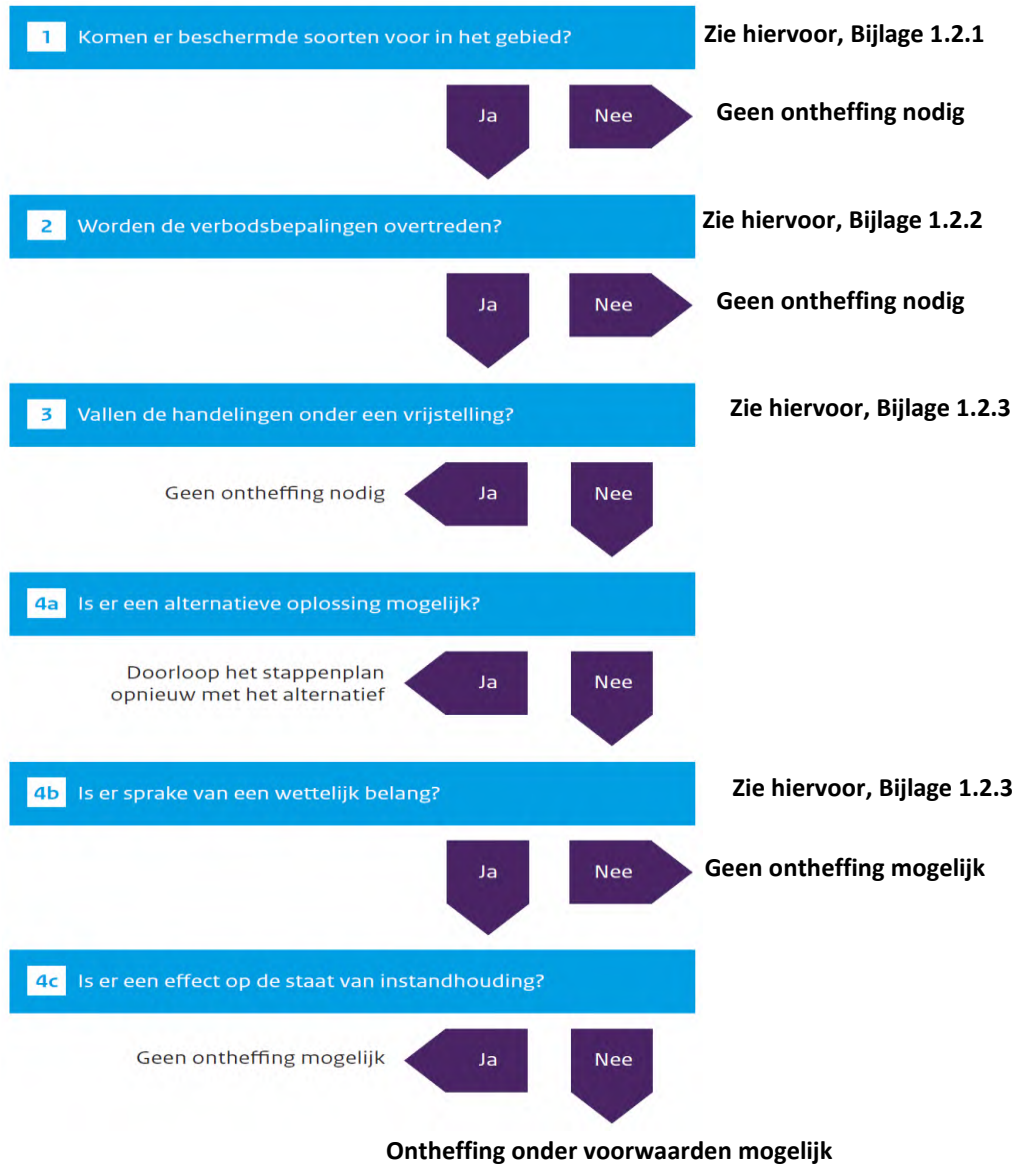 1 Komen er beschermde soorten voor in het gebied?
Zie hiervoor, Bijlage 1.2.1
Ja
Nee
Geen ontheffing nodig
2 Worden de verbodsbepalingen overtreden?
Zie hiervoor, Bijlage 1.2.2
Ja
Nee
Geen ontheffing nodig
3 Vallen de handelingen onder een vrijstelling?
Zie hiervoor, Bijlage 1.2.3
Geen ontheffing nodig
Ja
Nee
4a Is er een alternatieve oplossing mogelijk?
Doorloop het stappenplan
opnieuw met het alternatief
Ja
Nee
4b Is er sprake van een wettelijk belang?
Zie hiervoor, Bijlage 1.2.3
Ja
Nee
Geen ontheffing mogelijk
4c Is er een effect op de staat van instandhouding?
Geen ontheffing mogelijk
Ja
Nee
Ontheffing onder voorwaarden mogelijk